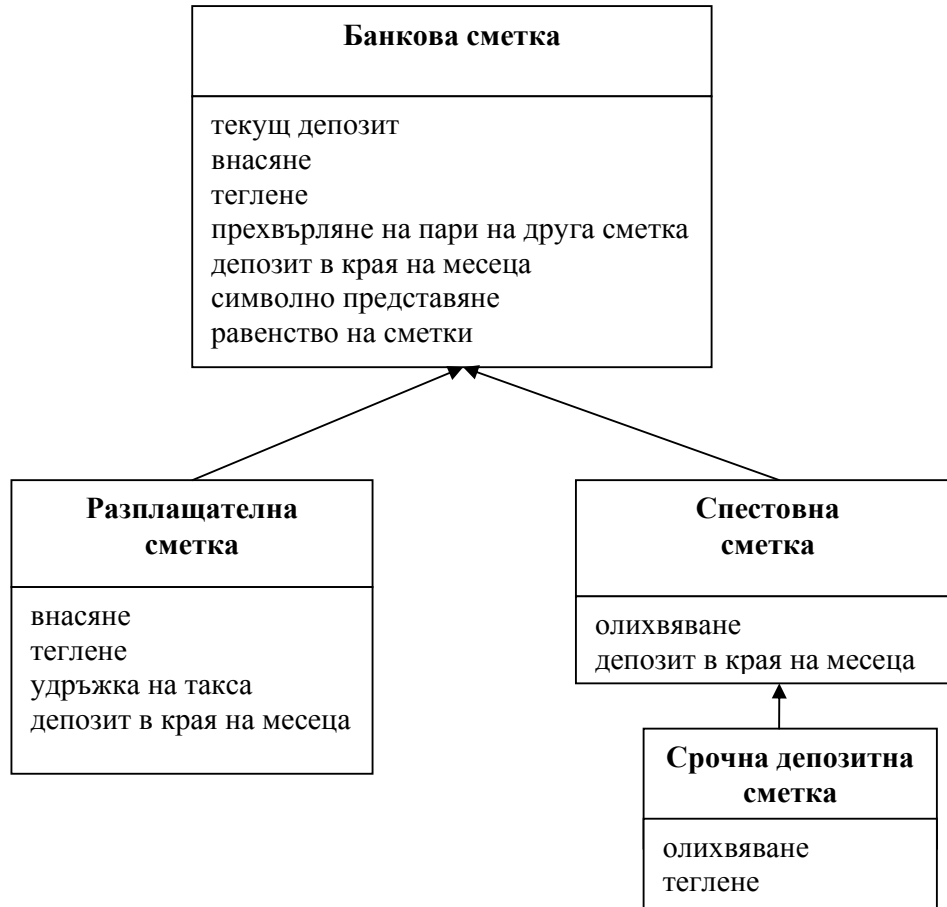 Банкова сметка
текущ депозит
внасяне
теглене
прехвърляне на пари на друга сметка
депозит в края на месеца
символно представяне
равенство на сметки
Разплащателна
сметка
внасяне
теглене
удръжка на такса
депозит в края на месеца
Спестовна
сметка
олихвяване
депозит в края на месеца
Срочна депозитна
сметка
олихвяване
теглене